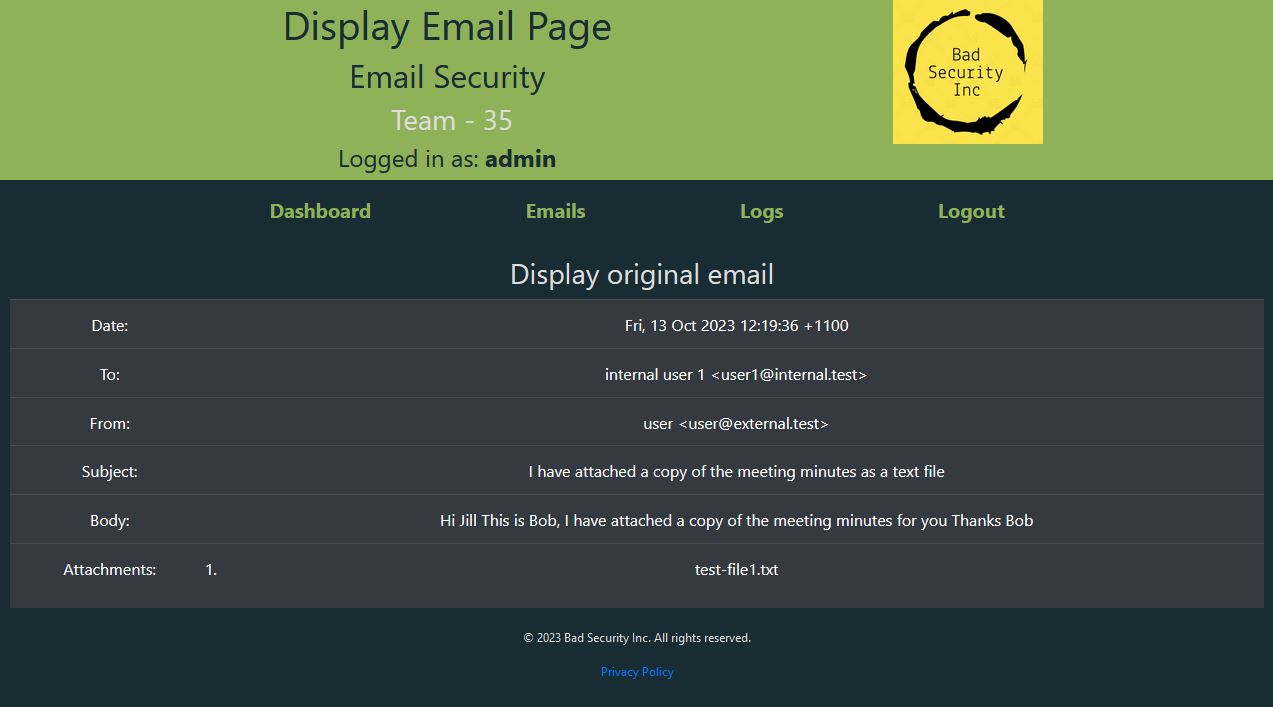 Display Email Page
Email Security
Team - 35
Logged in as: admin
Bad
Security
Inc
Dashboard Emails Logs Logout
Display original email
Date: Fri, 13 Oct 2023 12:19:36 +1100
To: internal user 1 <user1@internal.test>
From: user <user@external.test>
Subject: I have attached a copy of the meeting minutes as a text file
Body: Hi Jill This is Bob, I have attached a copy of the meeting minutes for you Thanks Bob
Attachments: 1. test-file1.txt
© 2023 Bad Security Inc. All rights reserved.
Privacy Policy